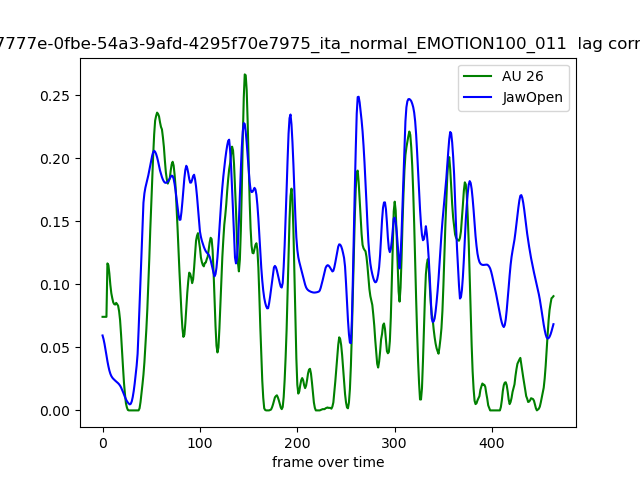 7777e-0fbe-54a3-9afd-4295f70e7975_ita_normal_EMOTION100_011 lag corr
AU 26
JawOpen
0.25
0.20
0.15
0.10
0.05
0.00
0
100
200
300
400
frame over time